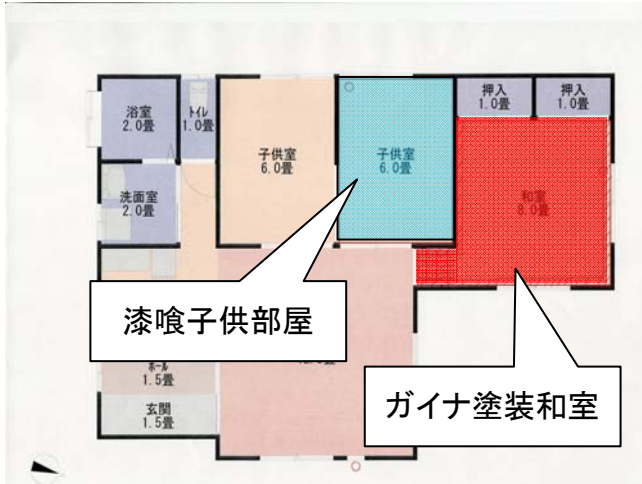 浴室
2.0畳
トイレ
1.0畳
子供室
6.0畳
子供室
6.0畳
押入
1.0畳
押入
1.0畳
和室
8.0畳
洗面室
2.0畳
漆喰子供部屋
ガイナ塗装和室
ホール
1.5畳
玄関
1.5畳